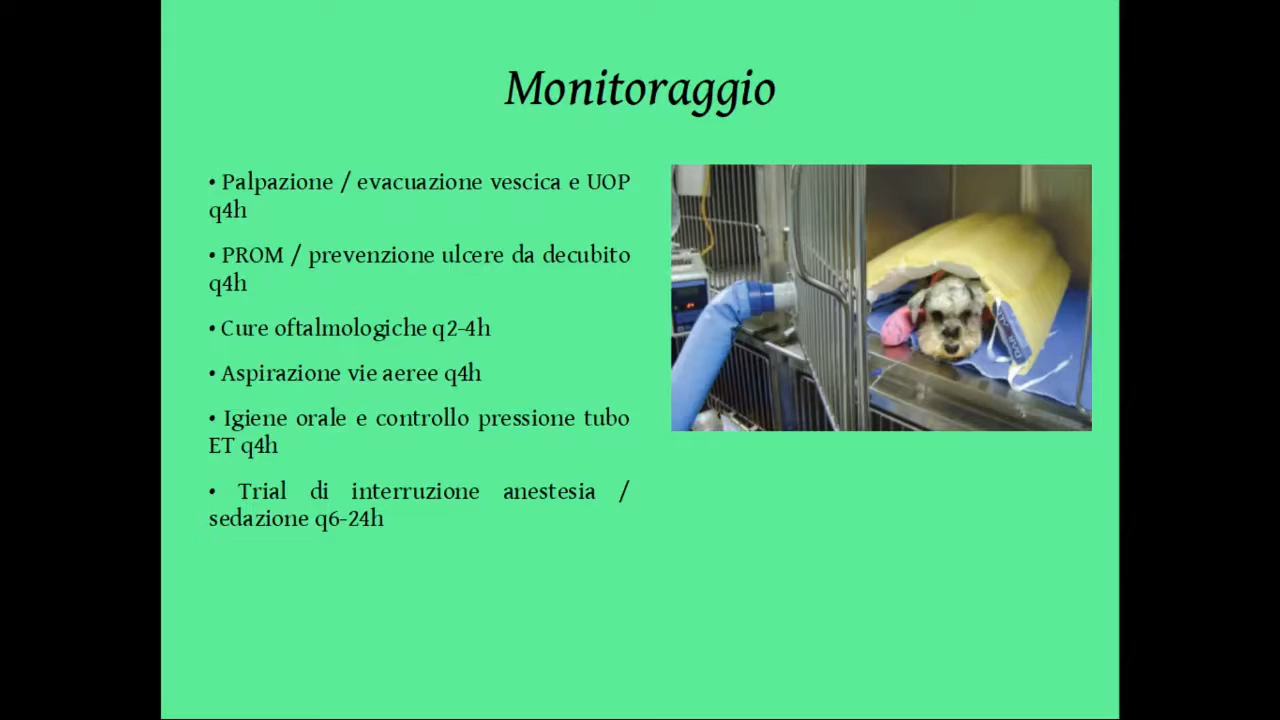 Monitoraggio
• Palpazione / evacuazione vescica e UOP
q4h
• PROM / prevenzione ulcere da decubito
q4h
• Cure oftalmologiche q2-4h
• Aspirazione vie aeree q4h
• Igiene orale e controllo pressione tubo
ET q4h
• Trial di interruzione anestesia /
sedazione q6-24h